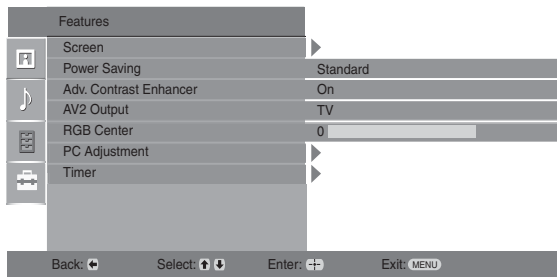 Features
Screen
Power Saving Standard
Adv. Contrast Enhancer On
AV2 Output TV
RGB Center 0
PC Adjustment
Timer
Back: Select: Enter: Exit: MENU